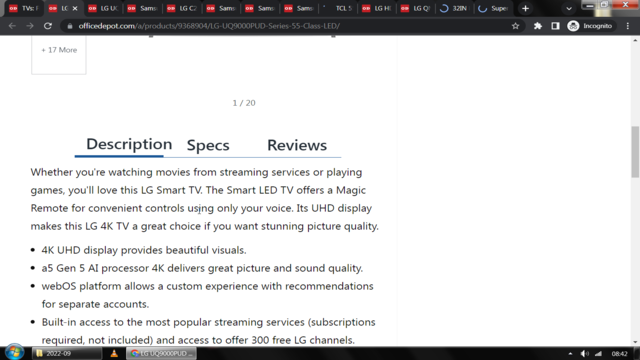 TVs: F
LG
LG UC
Sams
LG C2
Sams
Sams
Sams
TCL 5
LG H
LG Q
32IN
Super
officedepot.com/a/products/9368904/LG-UQ9000PUD-Series-55-Class-LED/
Incognito
+ 17 More
1 / 20
Description Specs Reviews
Whether you're watching movies from streaming services or playing
games, you'll love this LG Smart TV. The Smart LED TV offers a Magic
Remote for convenient controls using only your voice. Its UHD display
makes this LG 4K TV a great choice if you want stunning picture quality.
• 4K UHD display provides beautiful visuals.
• a5 Gen 5 AI processor 4K delivers great picture and sound quality.
• webOS platform allows a custom experience with recommendations
for separate accounts.
• Built-in access to the most popular streaming services (subscriptions
required, not included) and access to offer 300 free LG channels.
2022-09
LG UQ9000PUD ...
08:42